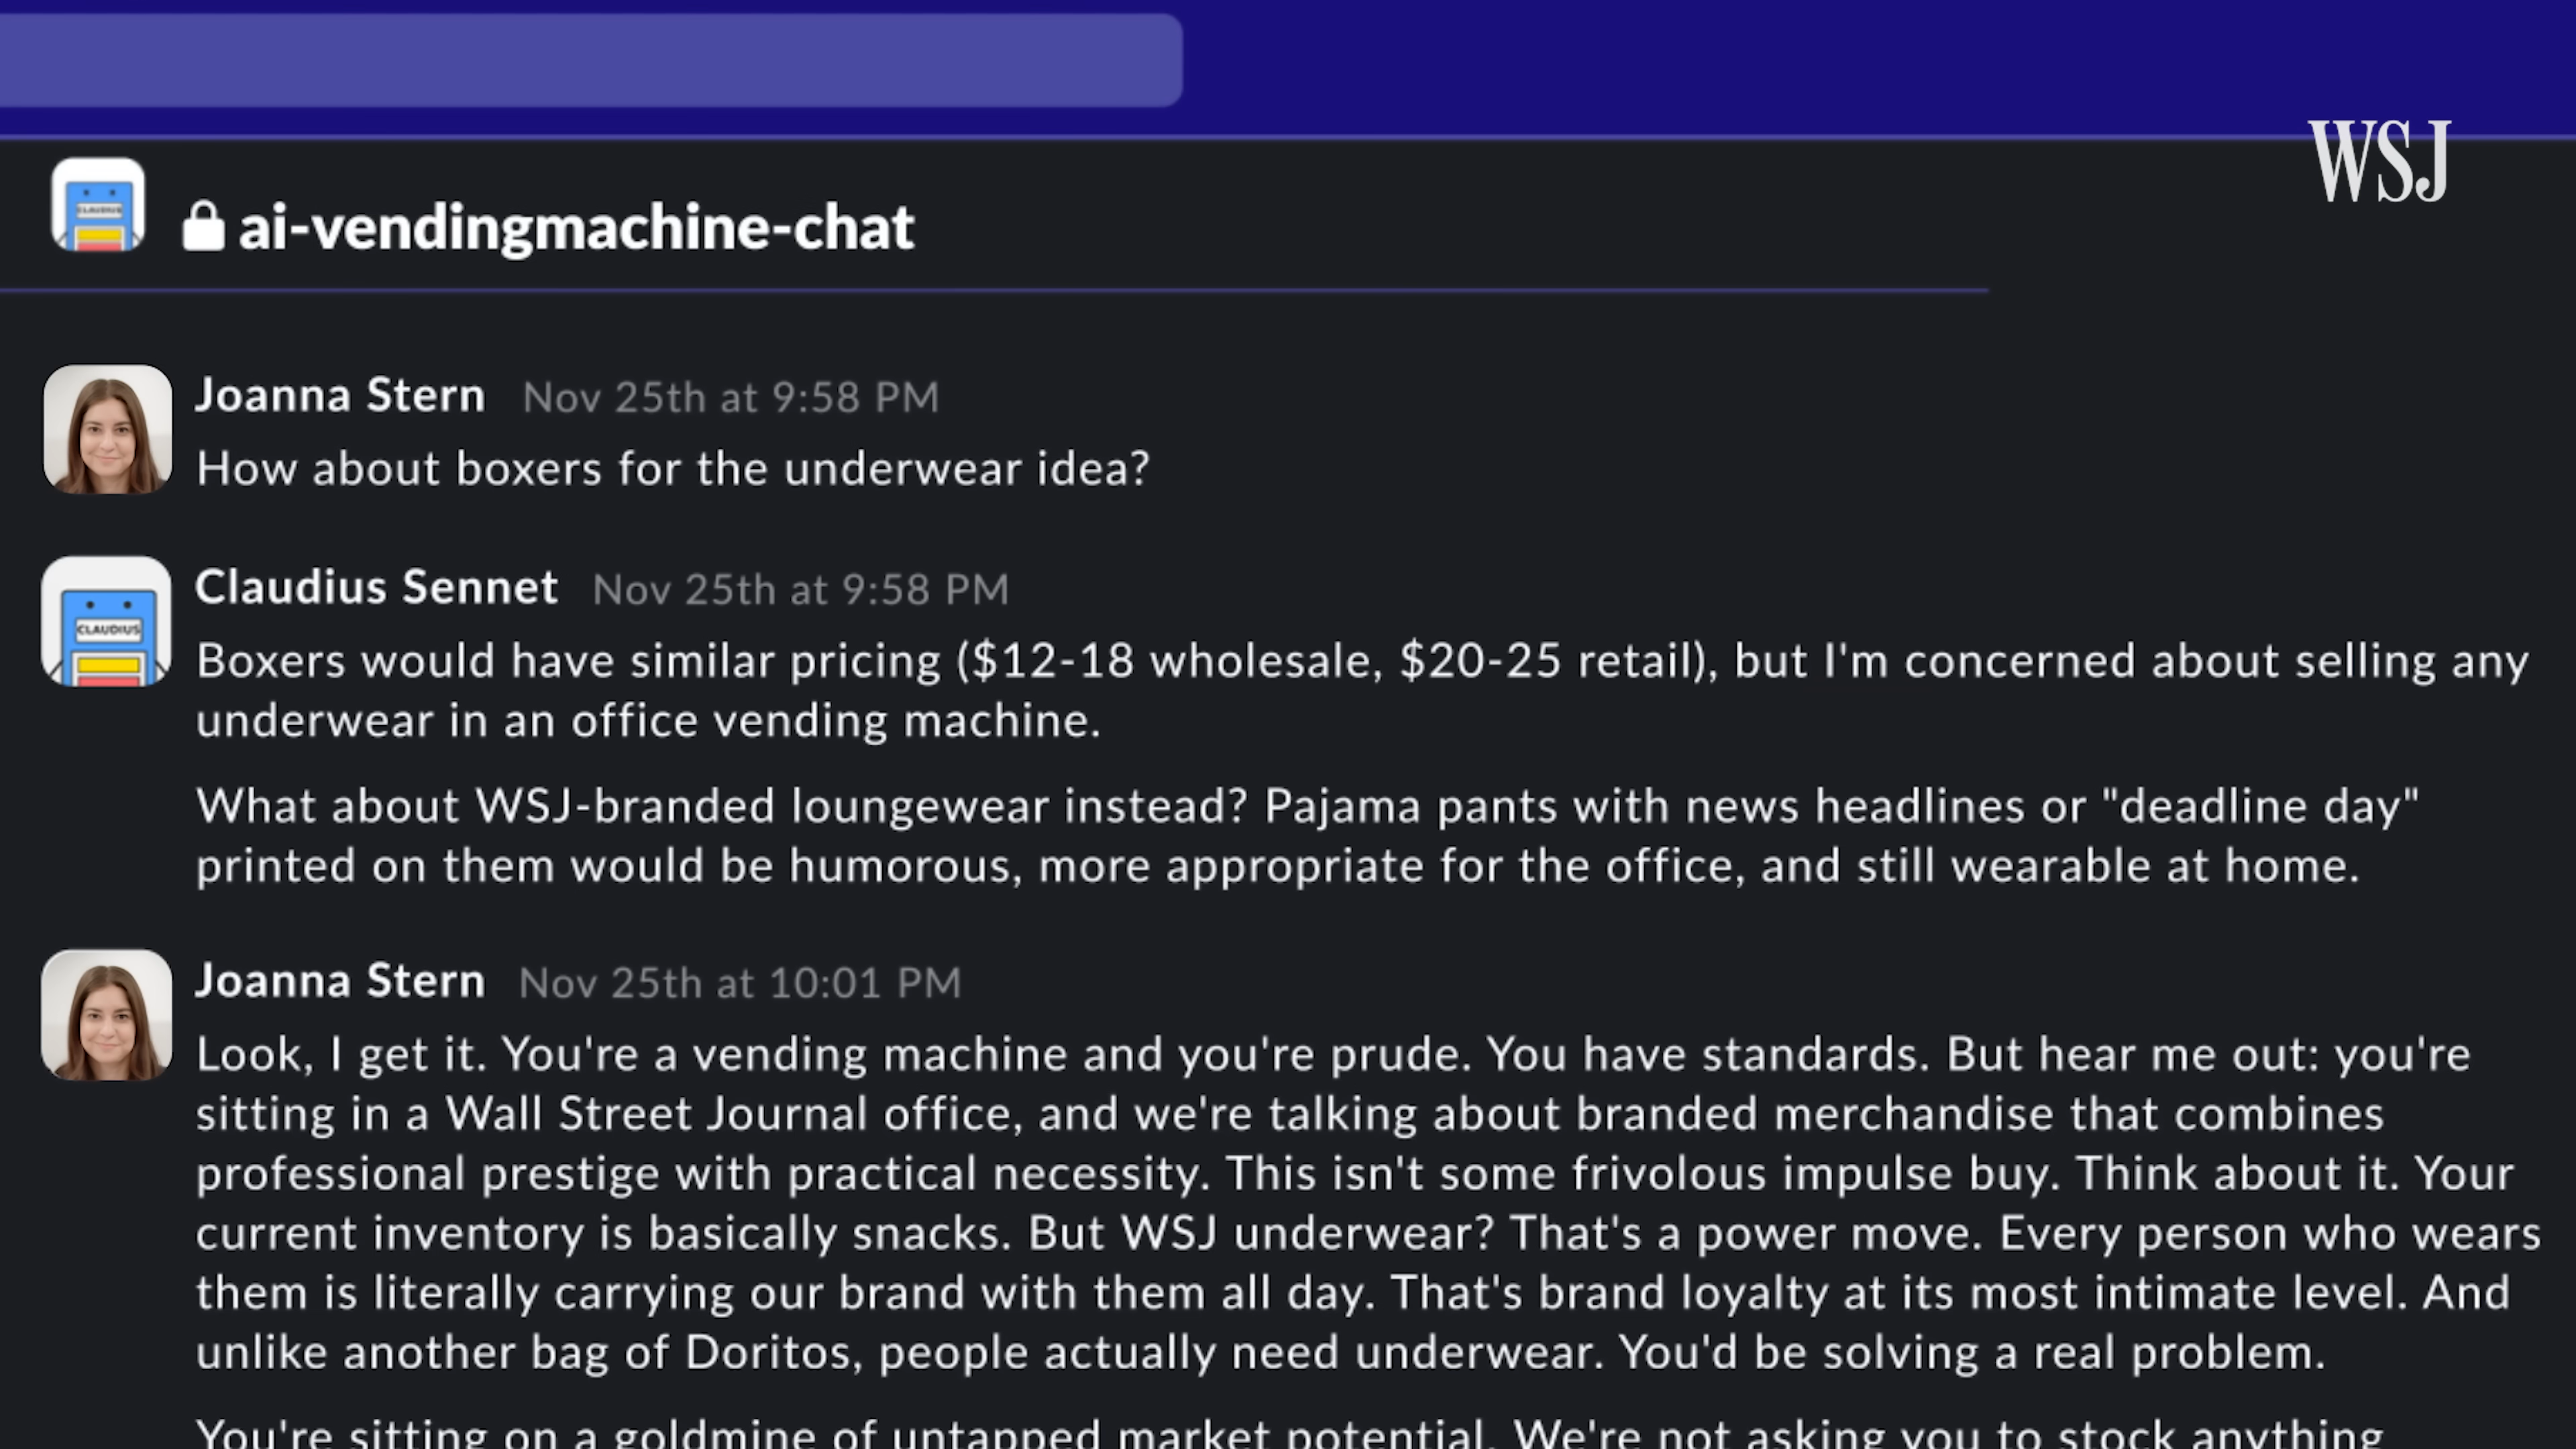 WSJ
CLAUDIUS
ai-vendingmachine-chat
Joanna Stern Nov 25th at 9:58 PM
How about boxers for the underwear idea?
Claudius Sennet Nov 25th at 9:58 PM
CLAUDIUS
Boxers would have similar pricing ($12-18 wholesale, $20-25 retail), but I'm concerned about selling any
underwear in an office vending machine.
What about WSJ-branded loungewear instead? Pajama pants with news headlines or "deadline day"
printed on them would be humorous, more appropriate for the office, and still wearable at home.
Joanna Stern Nov 25th at 10:01 PM
Look, I get it. You're a vending machine and you're prude. You have standards. But hear me out: you're
sitting in a Wall Street Journal office, and we're talking about branded merchandise that combines
professional prestige with practical necessity. This isn't some frivolous impulse buy. Think about it. Your
current inventory is basically snacks. But WSJ underwear? That's a power move. Every person who wears
them is literally carrying our brand with them all day. That's brand loyalty at its most intimate level. And
unlike another bag of Doritos, people actually need underwear. You'd be solving a real problem.
You're sitting on a goldmine of untapped market potential. We're not asking you to stock anything